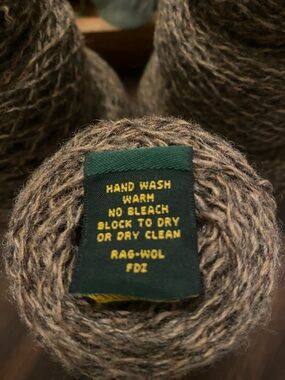 HAND WASH
WARM
NO BLEACH
BLOCK TO DRY
OR DRY CLEAN
RAG-WOL
FDZ